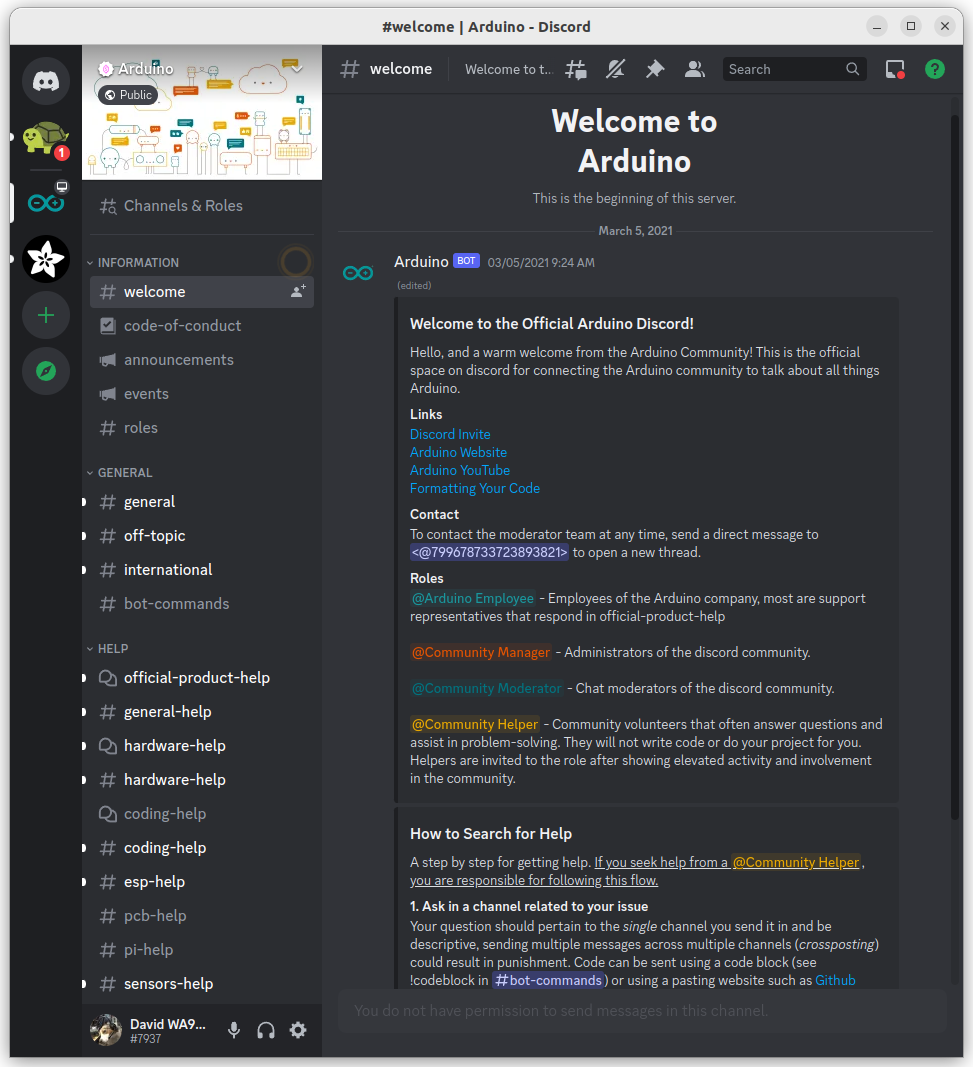 #welcome | Arduino - Discord
Arduino
Public
1
Channels & Roles
INFORMATION
welcome
code-of-conduct
announcements
events
roles
GENERAL
general
off-topic
international
bot-commands
HELP
official-product-help
general-help
hardware-help
hardware-help
coding-help
coding-help
esp-help
pcb-help
pi-help
sensors-help
David WA9...
#7937
welcome
Welcome to t...
Search
Welcome to
Arduino
This is the beginning of this server.
March 5, 2021
Arduino BOT 03/05/2021 9:24 AM
(edited)
Welcome to the Official Arduino Discord!
Hello, and a warm welcome from the Arduino Community! This is the official
space on discord for connecting the Arduino community to talk about all things
Arduino.
Links
Discord Invite
Arduino Website
Arduino YouTube
Formatting Your Code
Contact
To contact the moderator team at any time, send a direct message to
<@799678733723893821> to open a new thread.
Roles
@Arduino Employee - Employees of the Arduino company, most are support
representatives that respond in official-product-help
@Community Manager - Administrators of the discord community.
@Community Moderator - Chat moderators of the discord community.
@Community Helper - Community volunteers that often answer questions and
assist in problem-solving. They will not write code or do your project for you.
Helpers are invited to the role after showing elevated activity and involvement
in the community.
How to Search for Help
A step by step for getting help. If you seek help from a @Community Helper,
you are responsible for following this flow.
1. Ask in a channel related to your issue
Your question should pertain to the single channel you send it in and be
descriptive, sending multiple messages across multiple channels (crossposting)
could result in punishment. Code can be sent using a code block (see
!codeblock in #bot-commands) or using a pasting website such as Github
You do not have permission to send messages in this channel.